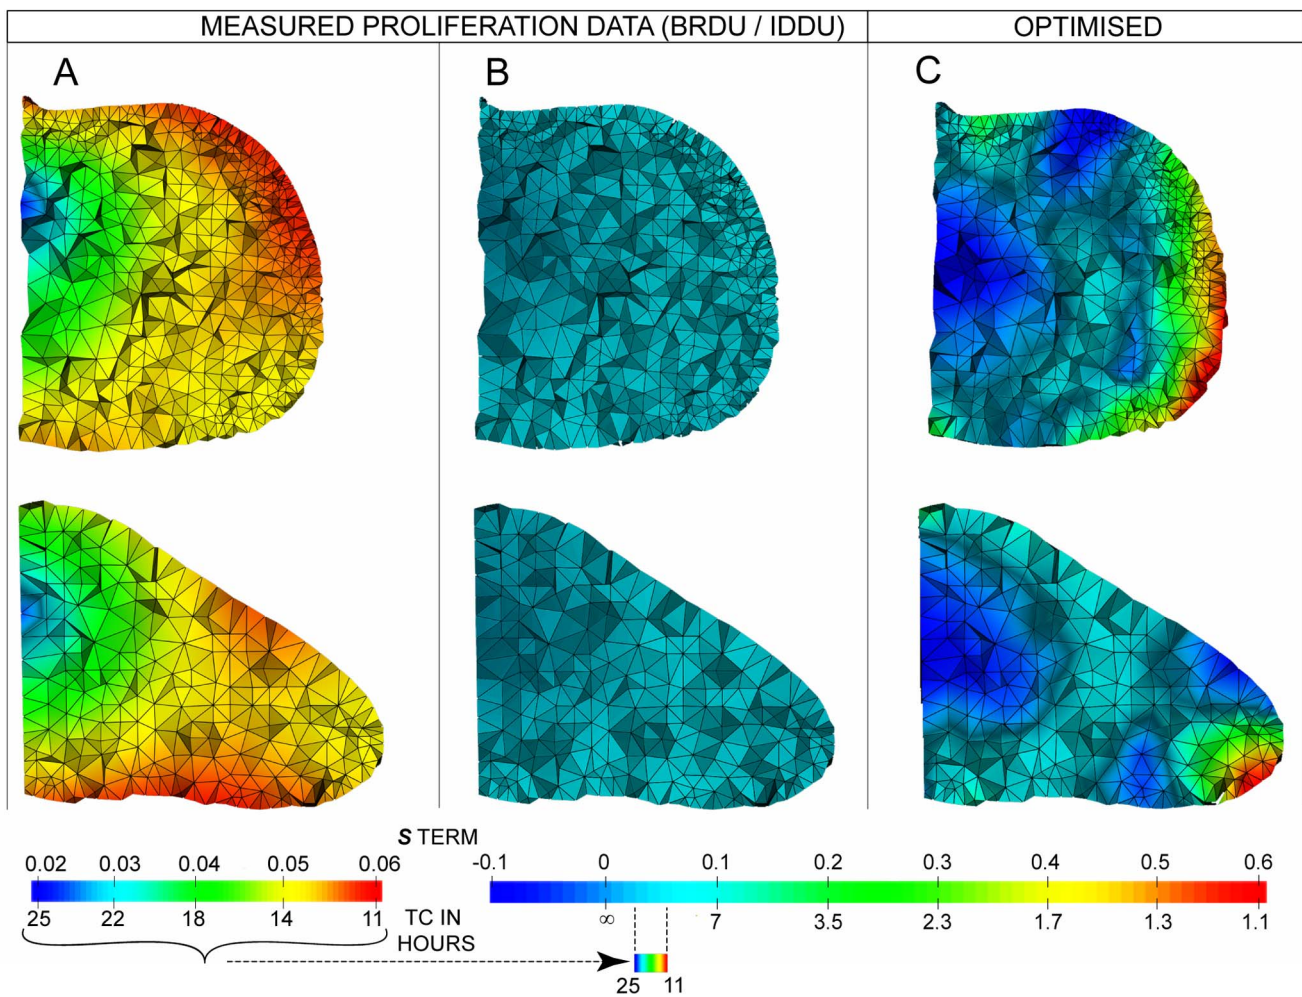 MEASURED PROLIFERATION DATA (BRDU / IDDU) OPTIMISED
A B C
S TERM
0.02 0.03 0.04 0.05 0.06 -0.1 0 0.1 0.2 0.3 0.4 0.5 0.6
25 22 18 14 11 TC IN HOURS ∞ 7 3.5 2.3 1.7 1.3 1.1
25 11